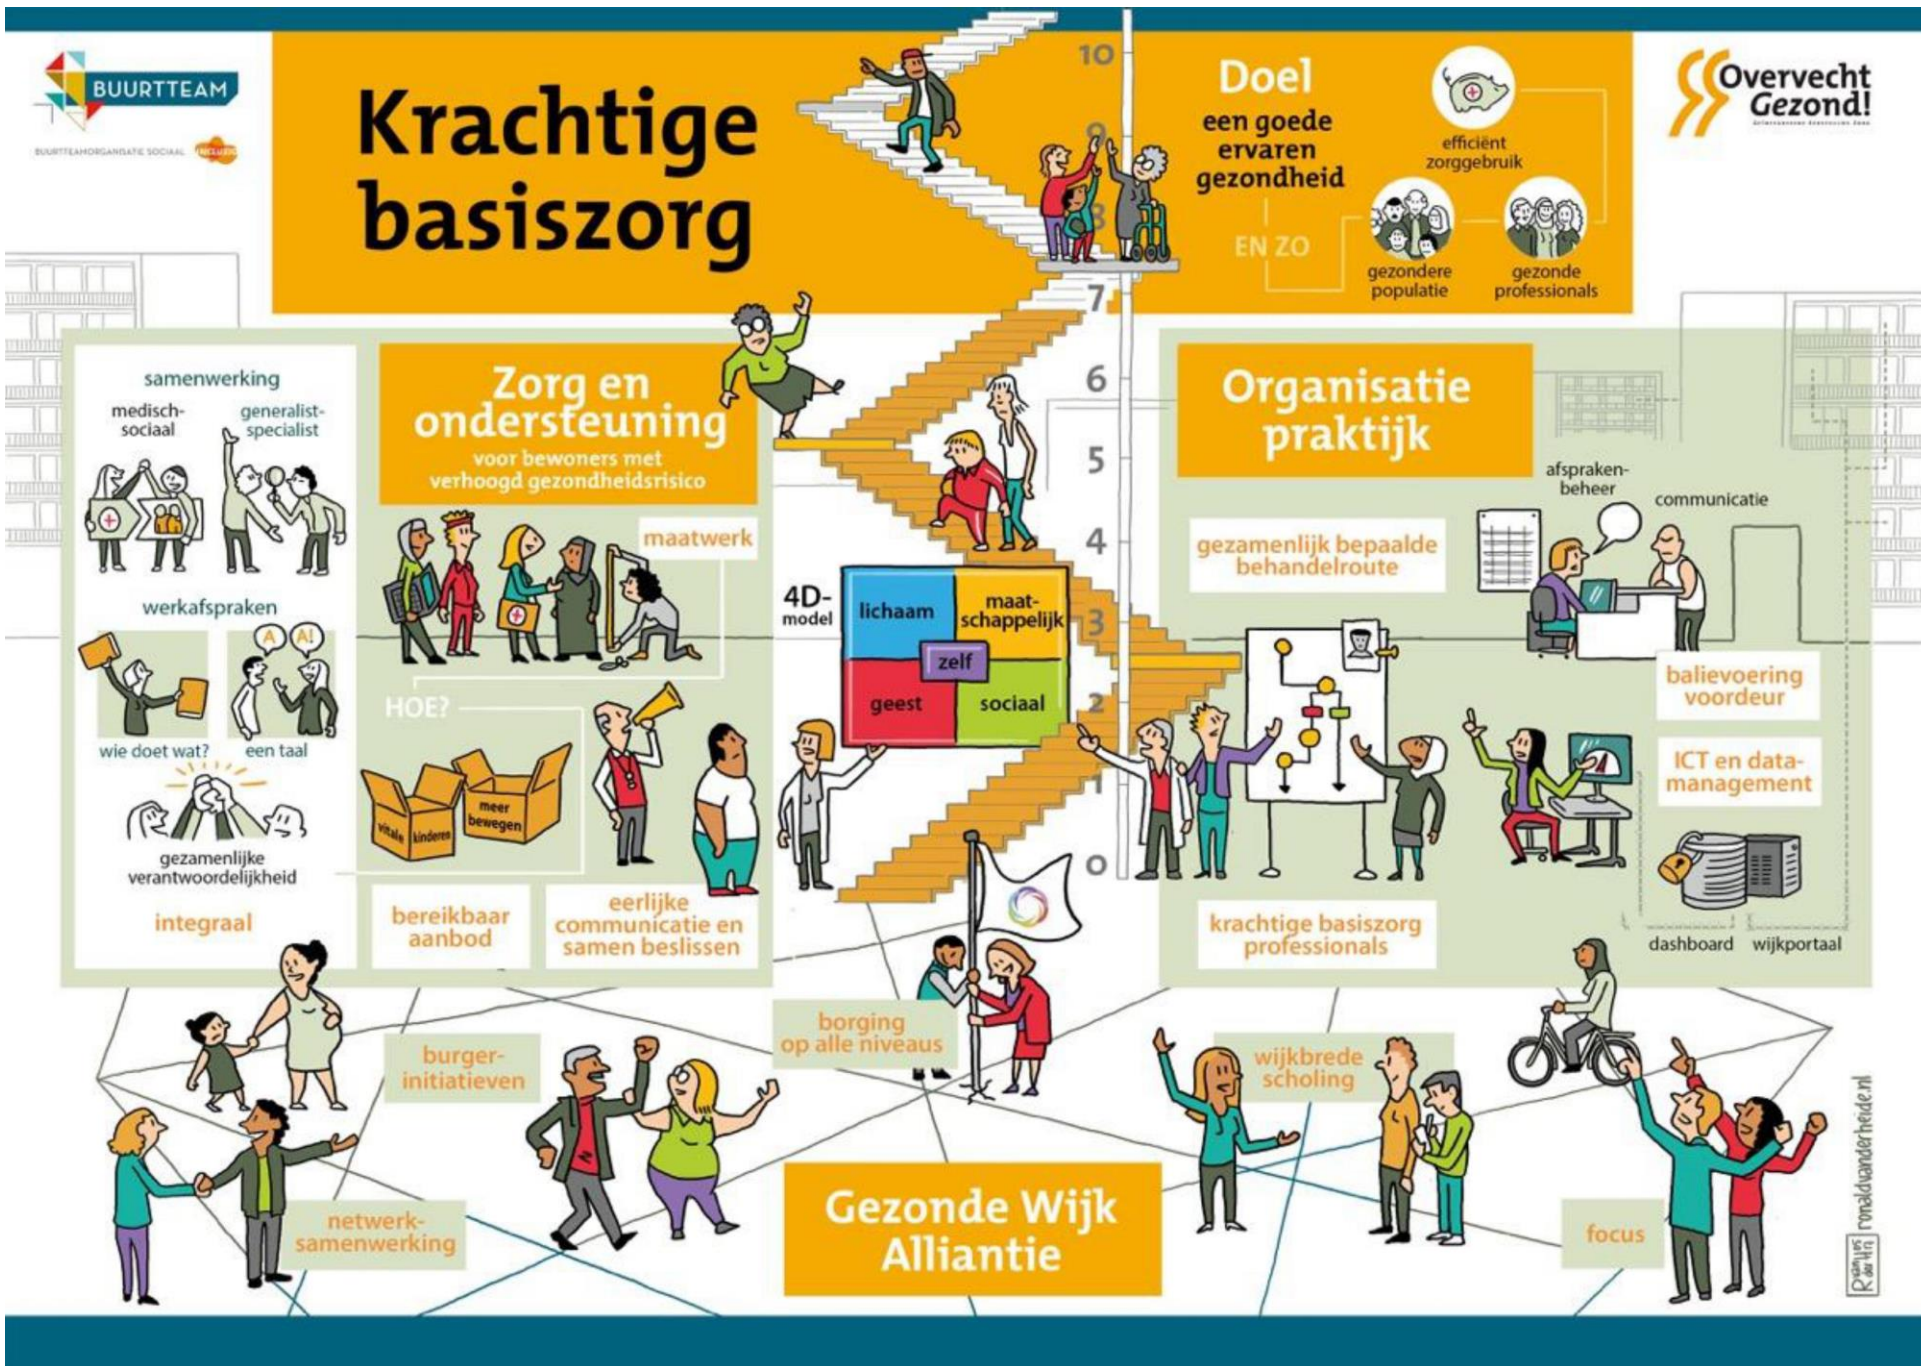 BUURTTEAM
BUURTTEAMORGANISATIE SOCIAAL
INCLUZIO
Krachtige
basiszorg
Doel
een goede
ervaren
gezondheid
EN ZO
efficiënt
zorggebruik
gezondere
populatie
gezonde
professionals
Overvecht
Gezond!
10
9
8
7
6
5
4
3
2
1
0
samenwerking
medisch-
sociaal
generalist-
specialist
werkafspraken
A
A!
wie doet wat?
een taal
gezamenlijke
verantwoordelijkheid
integraal
Zorg en
ondersteuning
voor bewoners met
verhoogd gezondheidsrisico
maatwerk
HOE?
vitale
kinderen
meer
bewegen
bereikbaar
aanbod
eerlijke
communicatie en
samen beslissen
4D-
model
lichaam
maat-
schappelijk
zelf
geest
sociaal
Organisatie
praktijk
afspraken-
beheer
communicatie
gezamenlijk bepaalde
behandelroute
balievoering
voordeur
ICT en data-
management
krachtige basiszorg
professionals
dashboard
wijkportaal
burger-
initiatieven
borging
op alle niveaus
wijkbrede
scholing
netwerk-
samenwerking
N
Gezonde Wijk
Alliantie
focus
ronaldvanderheide.nl